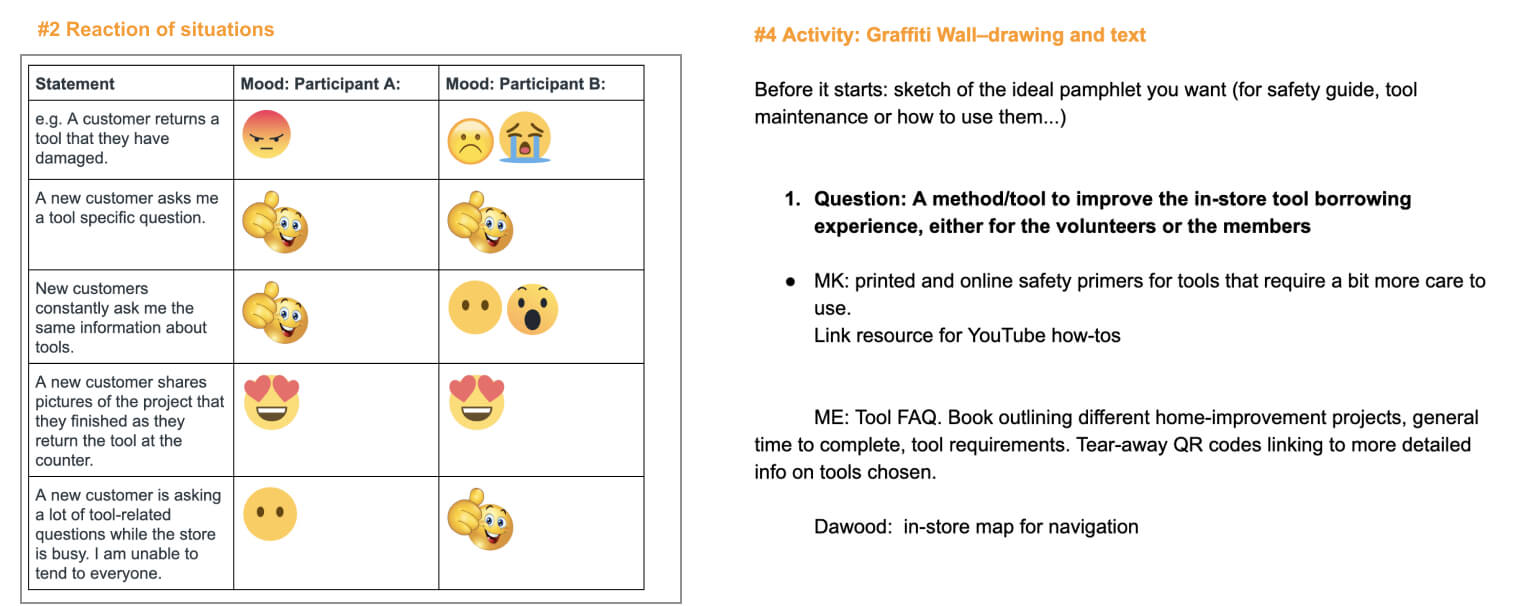 #2 Reaction of situations
Statement
Mood: Participant A:
Mood: Participant B:
e.g. A customer returns a
tool that they have
damaged.
A new customer asks me
a tool specific question.
New customers
constantly ask me the
same information about
tools.
A new customer shares
pictures of the project that
they finished as they
return the tool at the
counter.
A new customer is asking
a lot of tool-related
questions while the store
is busy. I am unable to
tend to everyone.
#4 Activity: Graffiti Wall–drawing and text
Before it starts: sketch of the ideal pamphlet you want (for safety guide, tool
maintenance or how to use them...)
1. Question: A method/tool to improve the in-store tool borrowing
experience, either for the volunteers or the members
● MK: printed and online safety primers for tools that require a bit more care to
use.
Link resource for YouTube how-tos
ME: Tool FAQ. Book outlining different home-improvement projects, general
time to complete, tool requirements. Tear-away QR codes linking to more detailed
info on tools chosen.
Dawood: in-store map for navigation